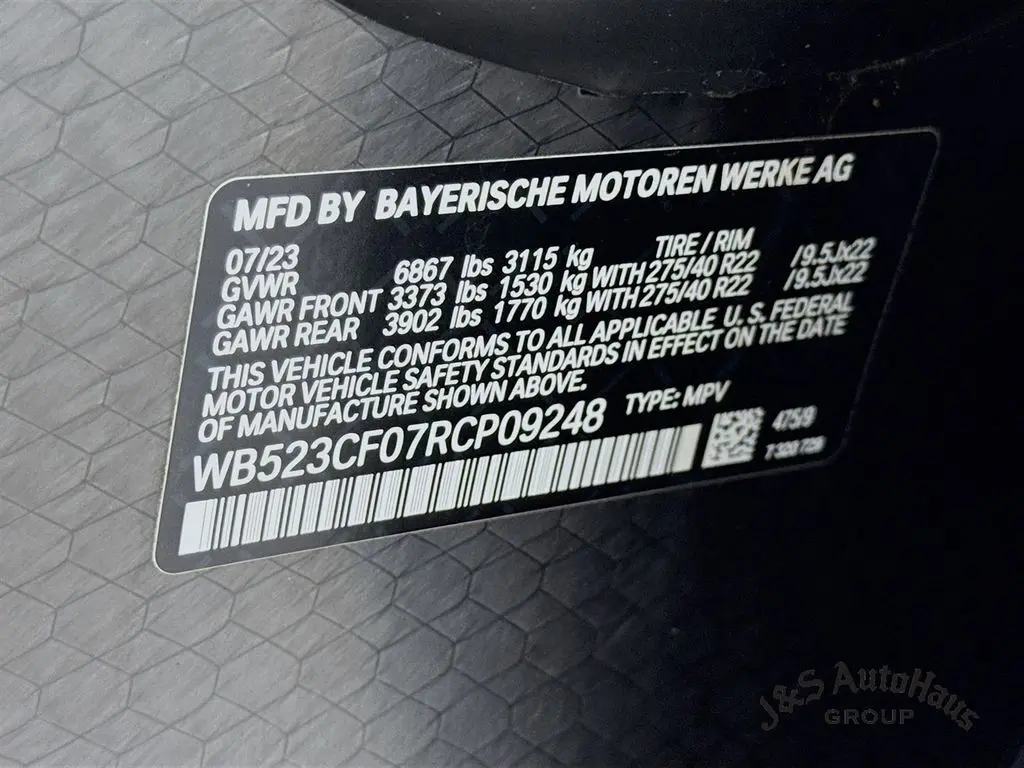 MFD BY BAYERISCHE MOTOREN WERKE AG
07/23 TIRE / RIM
GVWR 6867 lbs 3115 kg
GAWR FRONT 3373 lbs 1530 kg WITH 275/40 R22 /9.5Jx22
GAWR REAR 3902 lbs 1770 kg WITH 275/40 R22 /9.5Jx22
THIS VEHICLE CONFORMS TO ALL APPLICABLE U. S. FEDERAL
MOTOR VEHICLE SAFETY STANDARDS IN EFFECT ON THE DATE
OF MANUFACTURE SHOWN ABOVE.
WB523CF07RCP09248 TYPE: MPV
475/9
J&S AutoHaus
GROUP